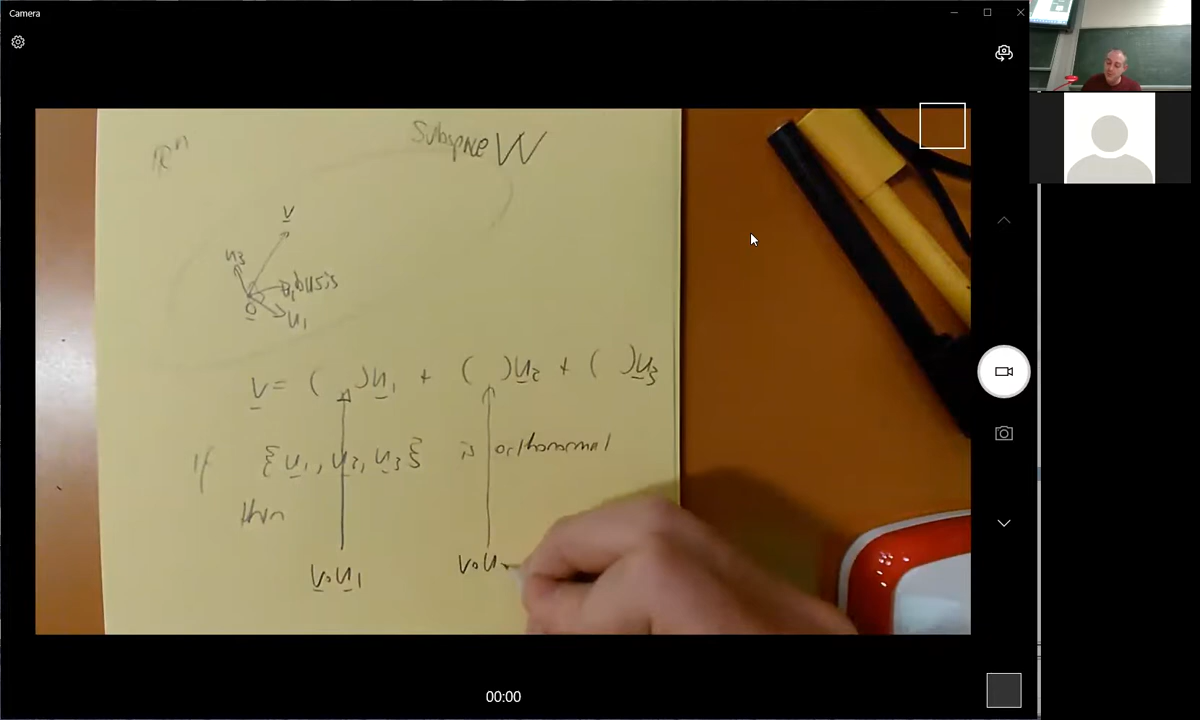 Camera
ℝⁿ
Subspace W
v
u3
basis
0
u1
v = ( )u1 + ( )u2 + ( )u3
If {u1, u2, u3} is orthonormal
then
v∘u1
v∘u
00:00